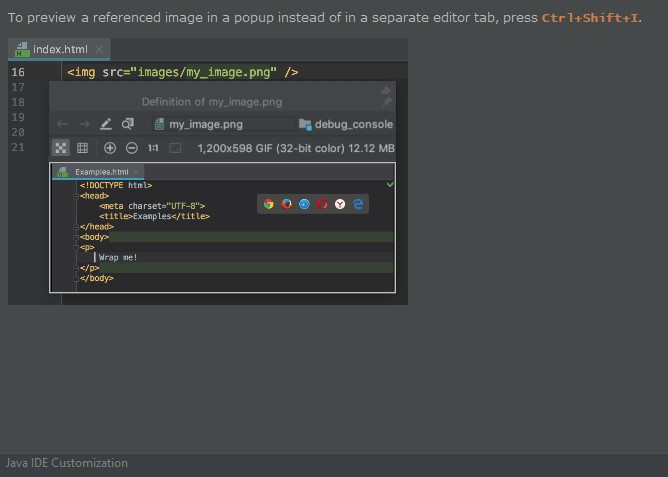 To preview a referenced image in a popup instead of in a separate editor tab, press Ctrl+Shift+I.
index.html
16 <img src="images/my_image.png" />
17
18
19
20
21
Definition of my_image.png
my_image.png debug_console
1:1 1,200x598 GIF (32-bit color) 12.12 MB
Examples.html
<!DOCTYPE html>
<head>
<meta charset="UTF-8">
<title>Examples</title>
</head>
<body>
<p>
Wrap me!
</p>
</body>
Java IDE Customization